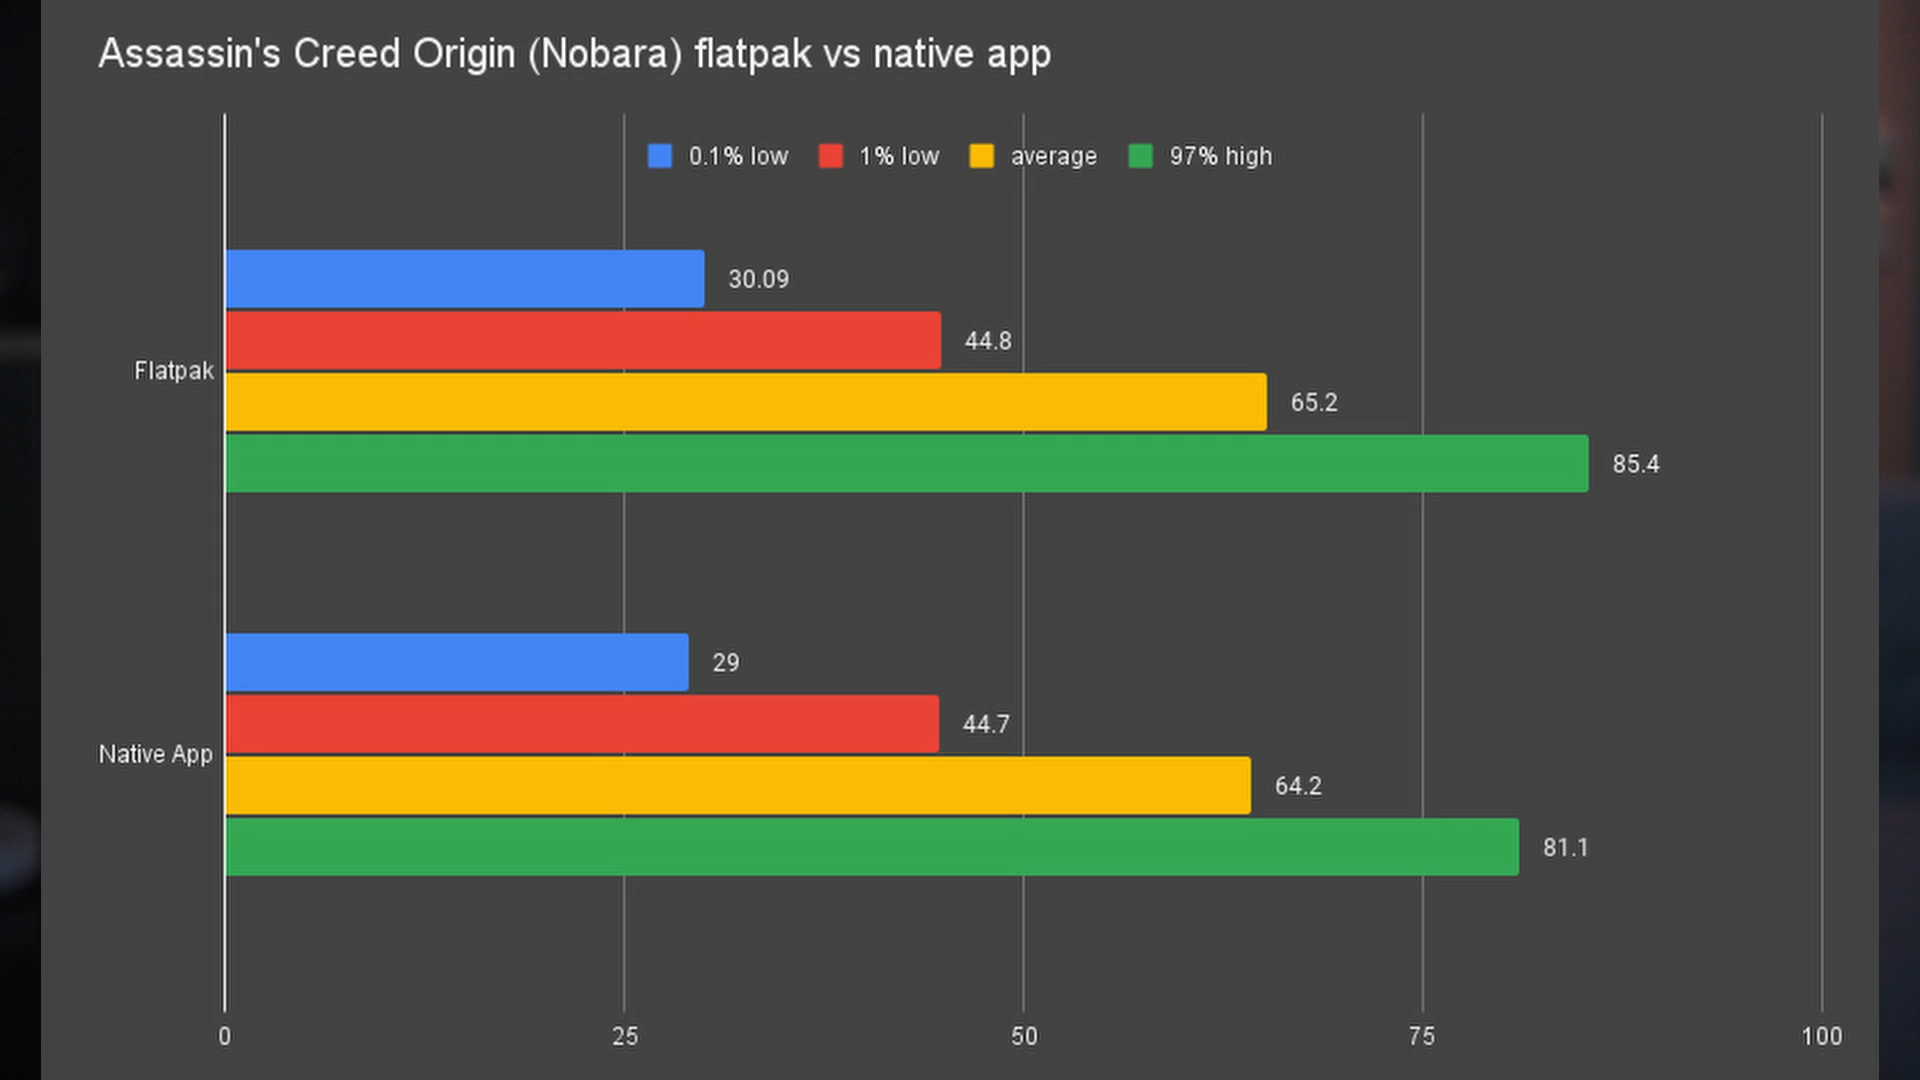 Assassin's Creed Origin (Nobara) flatpak vs native app
0.1% low 1% low average 97% high
30.09
44.8
Flatpak
65.2
85.4
29
44.7
Native App
64.2
81.1
0 25 50 75 100